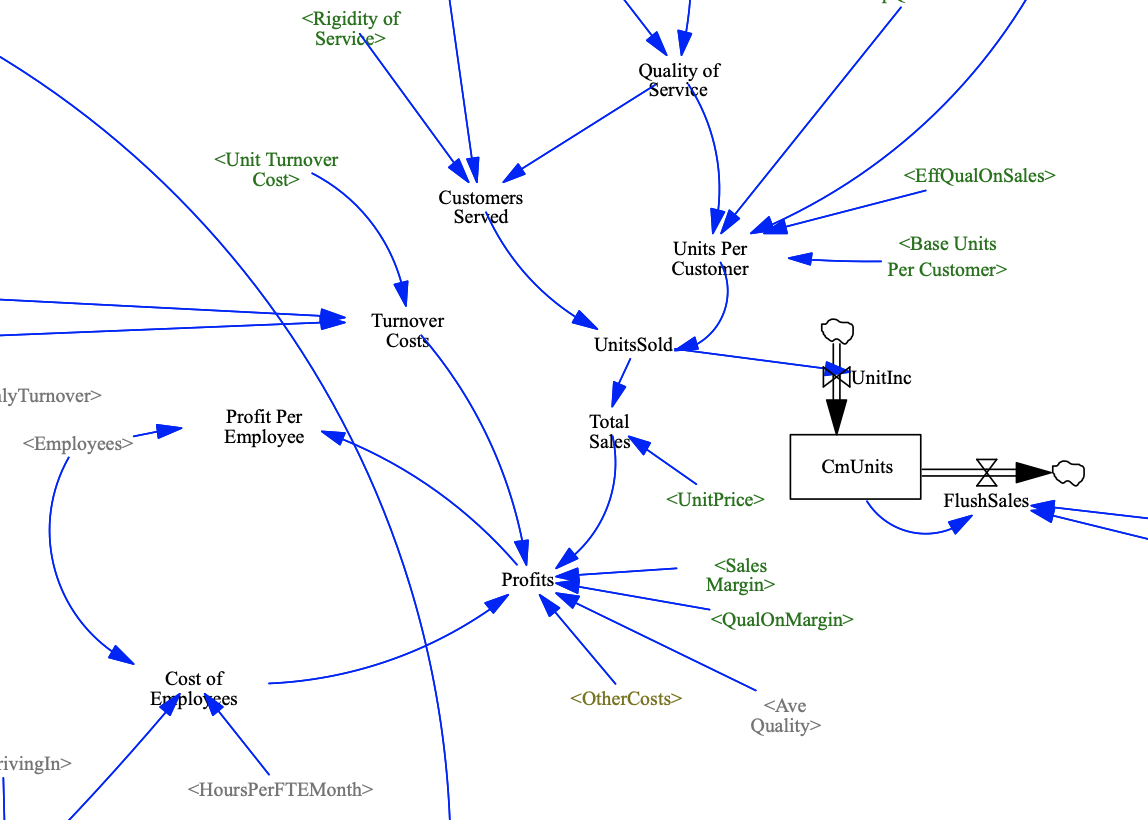 <Rigidity of
Service>
Quality of
Service
<Unit Turnover
Cost>
<EffQualOnSales>
Customers
Served
Units Per
Customer
<Base Units
Per Customer>
Turnover
Costs
UnitsSold
UnitInc
lyTurnover>
<Employees>
Profit Per
Employee
Total
Sales
CmUnits
<UnitPrice>
FlushSales
Profits
<Sales
Margin>
<QualOnMargin>
Cost of
Employees
<OtherCosts>
<Ave
Quality>
rivingIn>
<HoursPerFTEMonth>